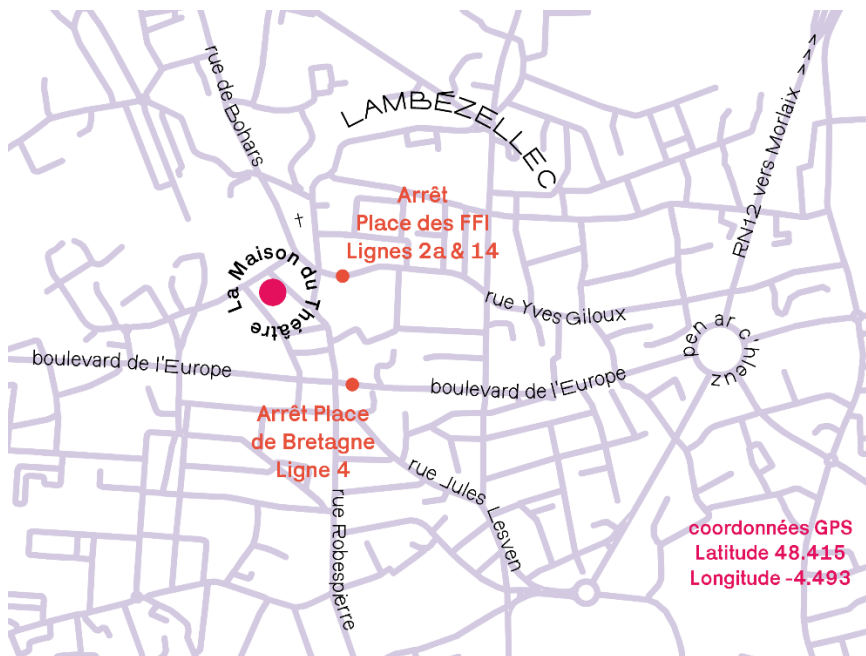 rue de Bohars
LAMBÉZELLEC
RN12 vers Morlaix >>>
Arrêt
Place des FFI
Lignes 2a & 14
La Maison du Théâtre
rue Yves Giloux
pen ar c'hleuz
boulevard de l'Europe
boulevard de l'Europe
Arrêt Place
de Bretagne
Ligne 4
rue Jules Lesven
rue Robespierre
coordonnées GPS
Latitude 48.415
Longitude -4.493